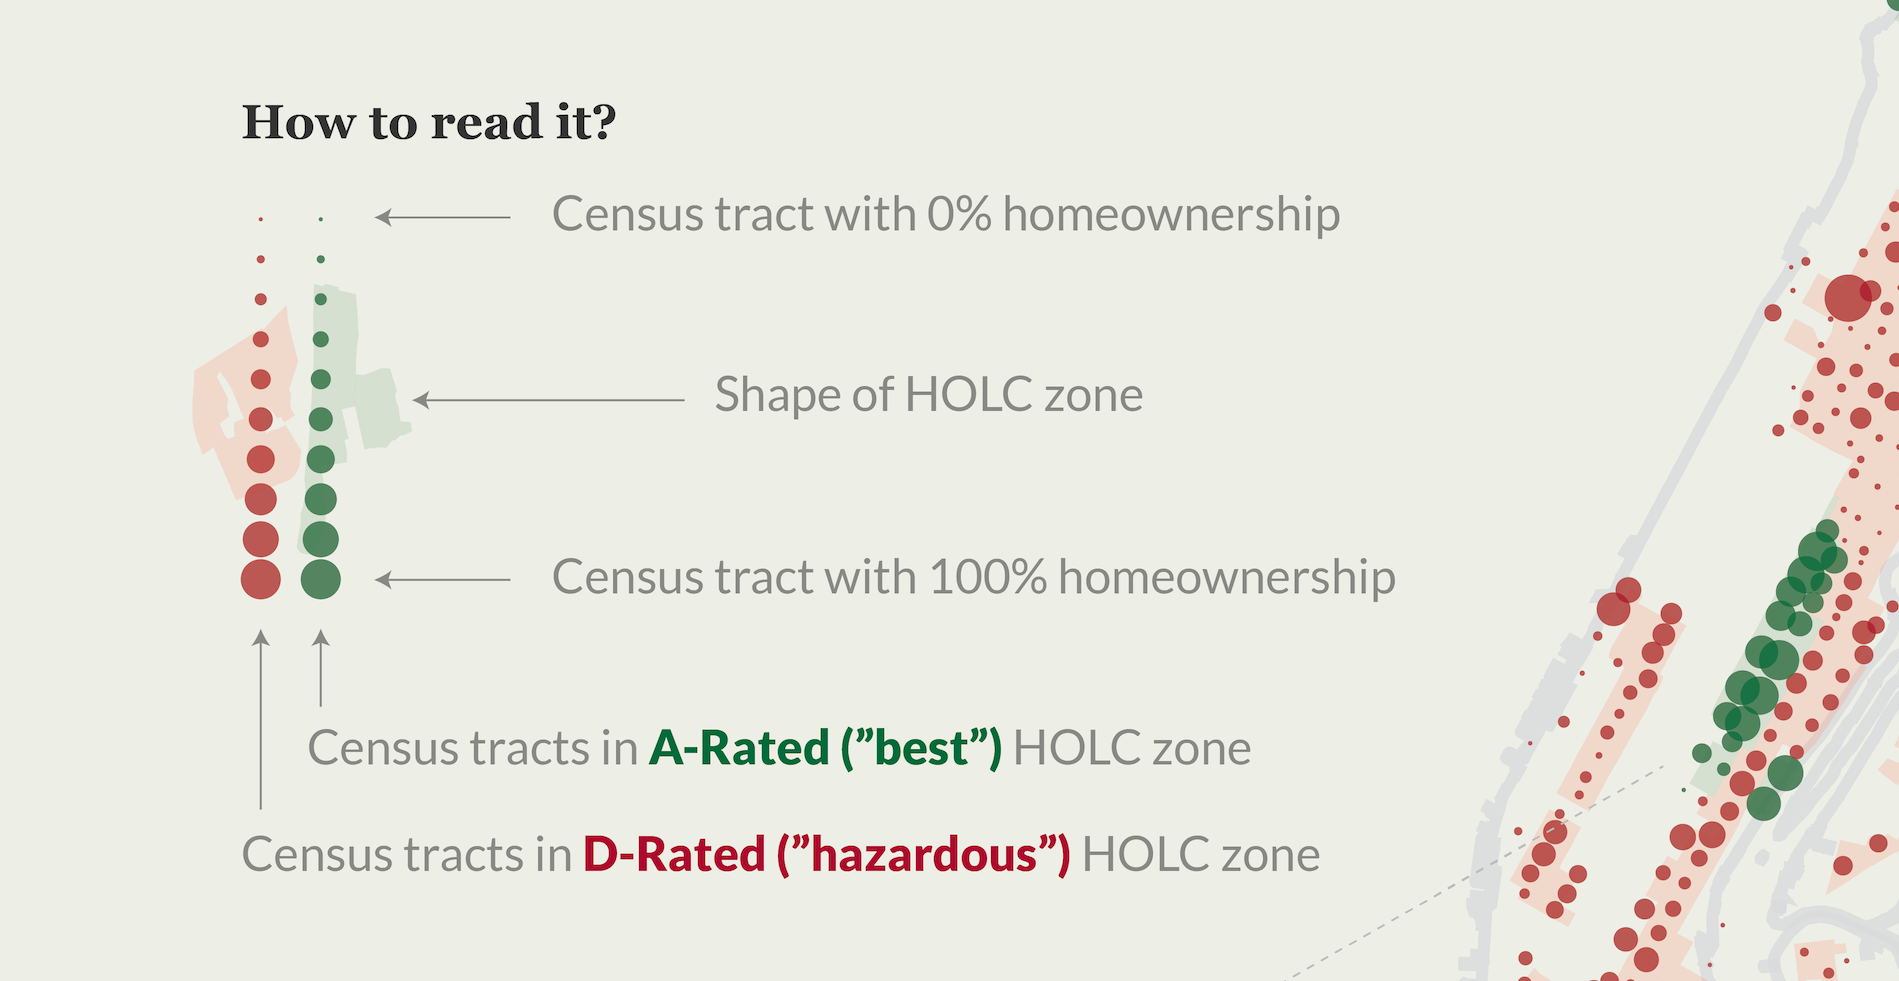 How to read it?
Census tract with 0% homeownership
Shape of HOLC zone
Census tract with 100% homeownership
Census tracts in A-Rated (”best”) HOLC zone
Census tracts in D-Rated (”hazardous”) HOLC zone